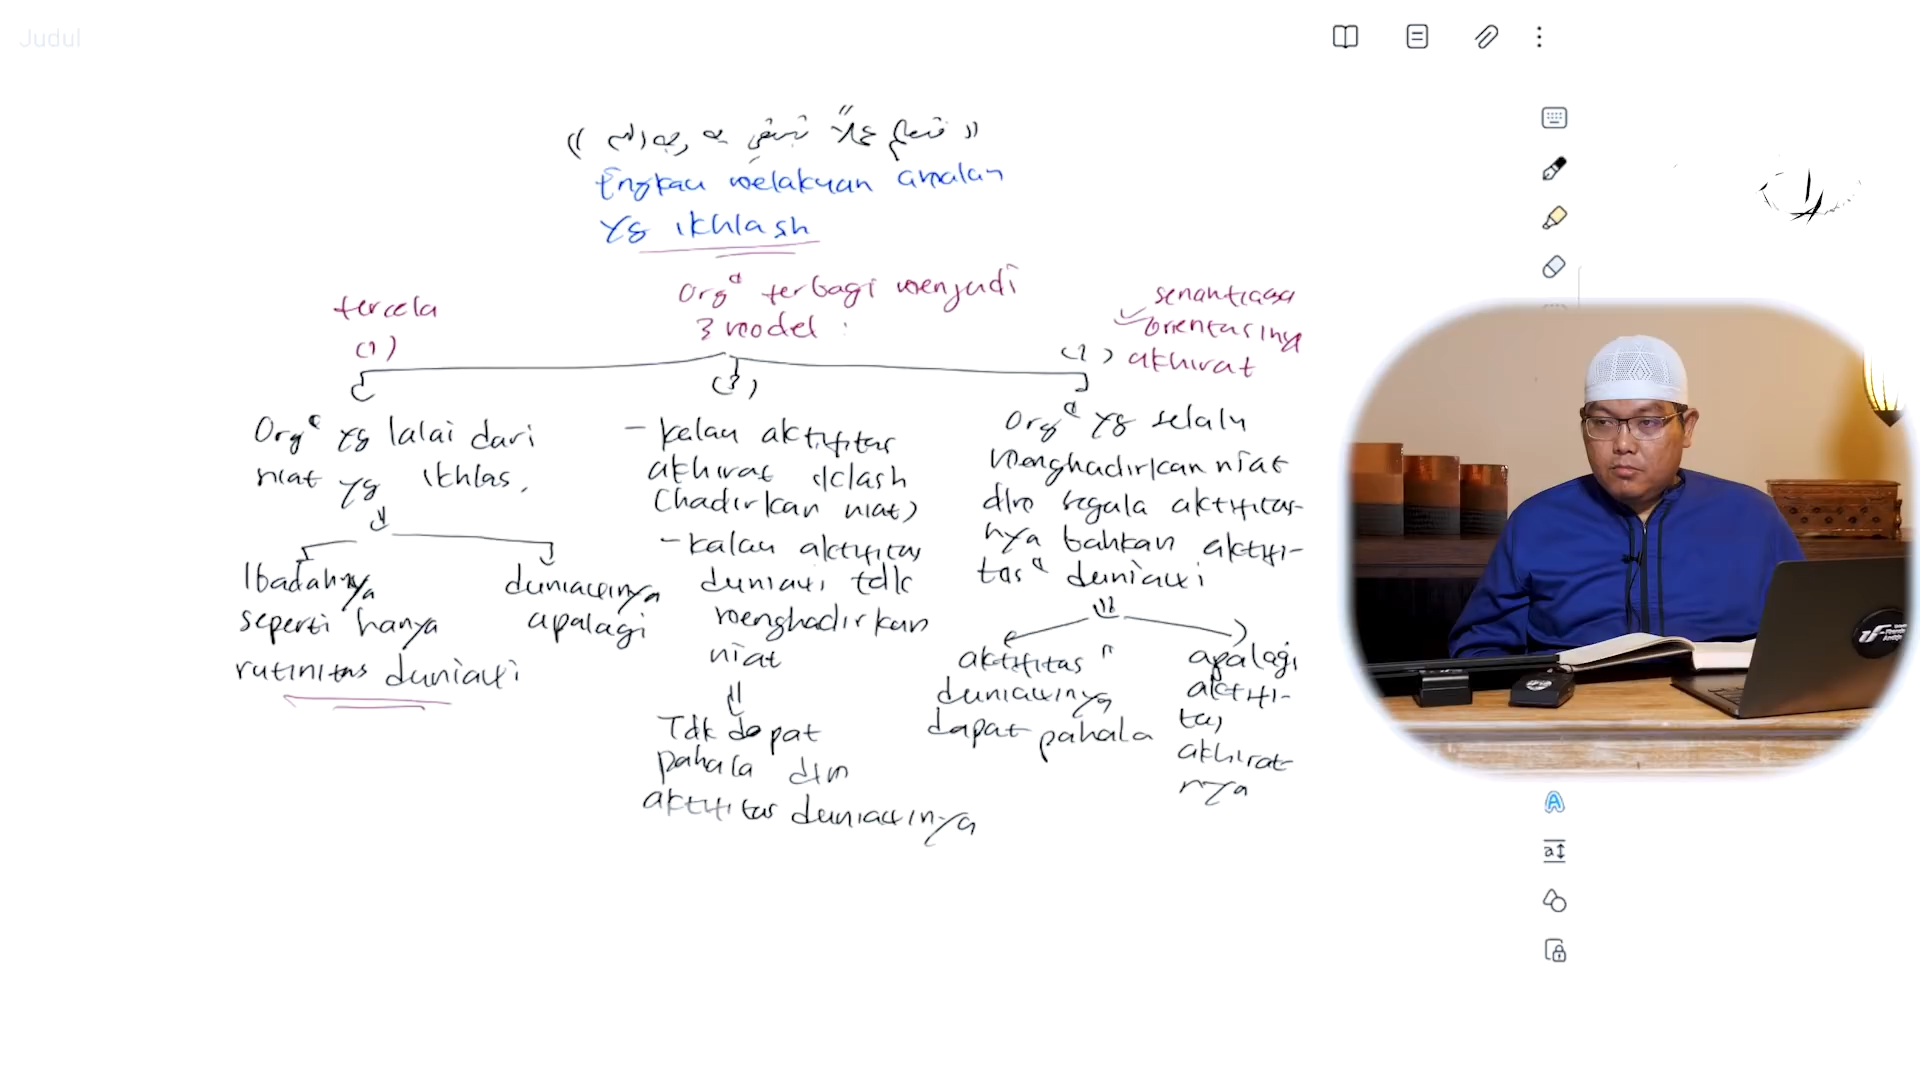 Judul
« فتعمل عملاً تبتغي به وجه الله »
Engkau melakukan amalan
yg ikhlash
Org² terbagi menjadi
3 model :
tercela
(1)
Org² yg lalai dari
niat yg ikhlas,
Ibadahnya
seperti hanya
rutinitas duniawi
duniawinya
apalagi
(3)
- kalau aktifitas
akhirat iklash
(hadirkan niat)
- kalau aktifitas
duniawi tdk
menghadirkan
niat
Tdk dapat
pahala dlm
aktifitas duniawinya
senantiasa
orientasinya
akhirat
Org² yg selalu
menghadirkan niat
dlm segala aktifitas-
nya bahkan aktifi-
tas² duniawi
aktifitas"
duniawinya
dapat pahala
apalagi
aktifi-
tas
akhirat
nya